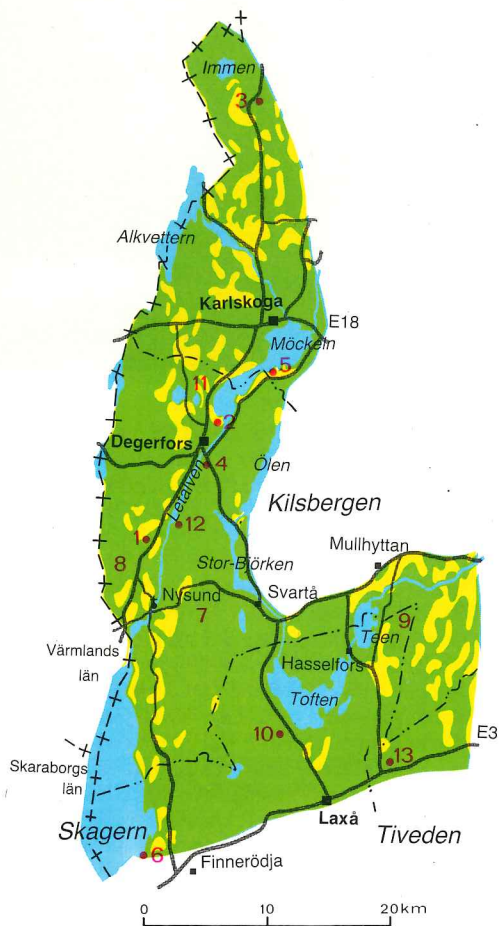 Immen
3
Alkvettern
Karlskoga
E18
Möckeln
5
11
2
Degerfors
4
Ölen
Letälven
Kilsbergen
12
1
Mullhyttan
8
Stor-Björken
Nysund
Svartå
7
9
Teen
Värmlands
län
Hasselfors
Toften
10
E3
Skaraborgs
län
13
Laxå
Skagern
Tiveden
6
Finnerödja
0
10
20km